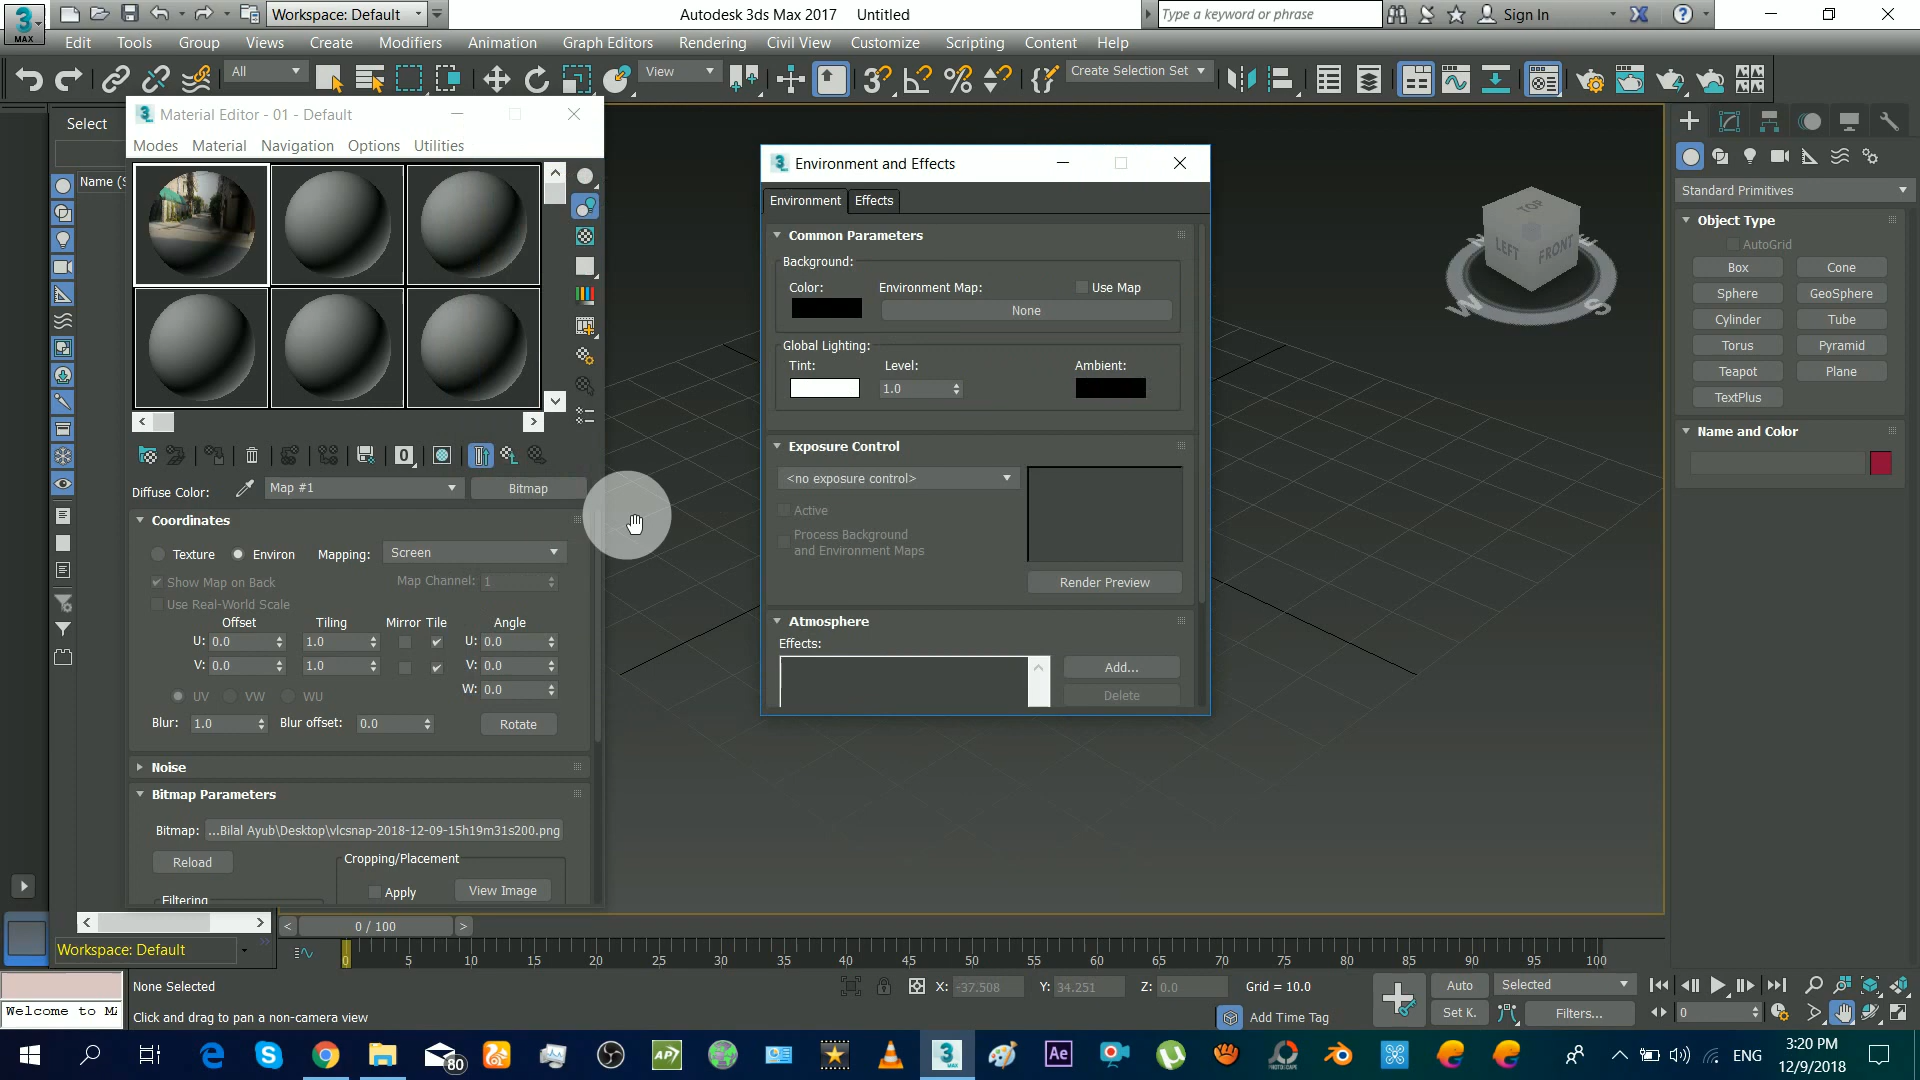 Workspace: Default
Autodesk 3ds Max 2017 Untitled
Type a keyword or phrase
Sign In
MAX
Edit Tools Group Views Create Modifiers Animation Graph Editors Rendering Civil View Customize Scripting Content Help
All
View
Create Selection Set
Select
Name (S
Material Editor - 01 - Default
Modes Material Navigation Options Utilities
Diffuse Color: Map #1 Bitmap
Coordinates
Texture Environ Mapping: Screen
Show Map on Back Map Channel: 1
Use Real-World Scale
Offset Tiling Mirror Tile Angle
U: 0.0 1.0 U: 0.0
V: 0.0 1.0 V: 0.0
W: 0.0
UV VW WU
Blur: 1.0 Blur offset: 0.0 Rotate
Noise
Bitmap Parameters
Bitmap: ...Bilal Ayub\Desktop\vlcsnap-2018-12-09-15h19m31s200.png
Reload
Cropping/Placement
Apply View Image
Filtering
Environment and Effects
Environment Effects
Common Parameters
Background:
Color: Environment Map: Use Map
None
Global Lighting:
Tint: Level: Ambient:
1.0
Exposure Control
<no exposure control>
Active
Process Background
and Environment Maps
Render Preview
Atmosphere
Effects:
Add...
Delete
TOP
LEFT FRONT
W S
Standard Primitives
Object Type
AutoGrid
Box Cone
Sphere GeoSphere
Cylinder Tube
Torus Pyramid
Teapot Plane
TextPlus
Name and Color
< 0 / 100 >
Workspace: Default
0 5 10 15 20 25 30 35 40 45 50 55 60 65 70 75 80 85 90 95 100
None Selected
X: -37.508 Y: 34.251 Z: 0.0 Grid = 10.0
Auto Selected
Welcome to MA
Click and drag to pan a non-camera view
Add Time Tag
Set K. Filters...
0
80
Ae
ENG
3:20 PM
12/9/2018